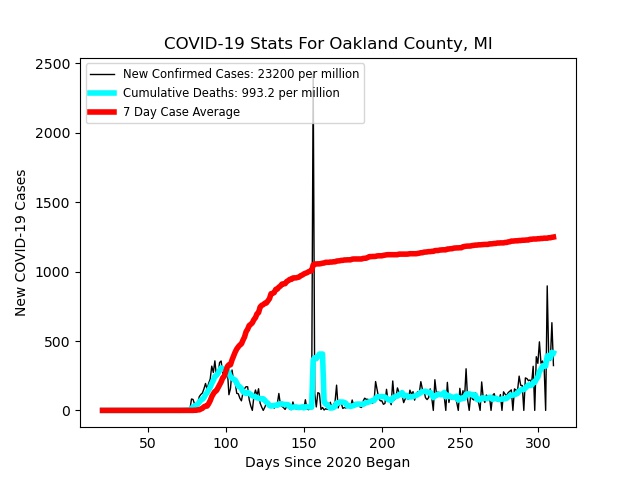 COVID-19 Stats For Oakland County, MI
New Confirmed Cases: 23200 per million
Cumulative Deaths: 993.2 per million
7 Day Case Average
New COVID-19 Cases
2500
2000
1500
1000
500
0
50 100 150 200 250 300
Days Since 2020 Began